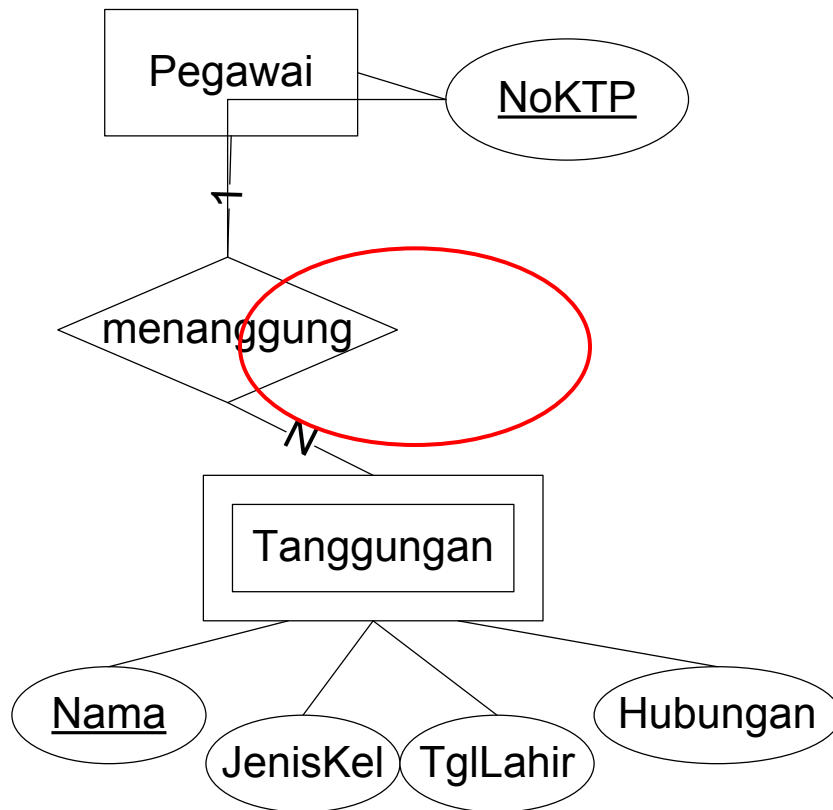 Pegawai
NoKTP
1
menanggung
N
Tanggungan
Nama
Hubungan
JenisKel
TglLahir